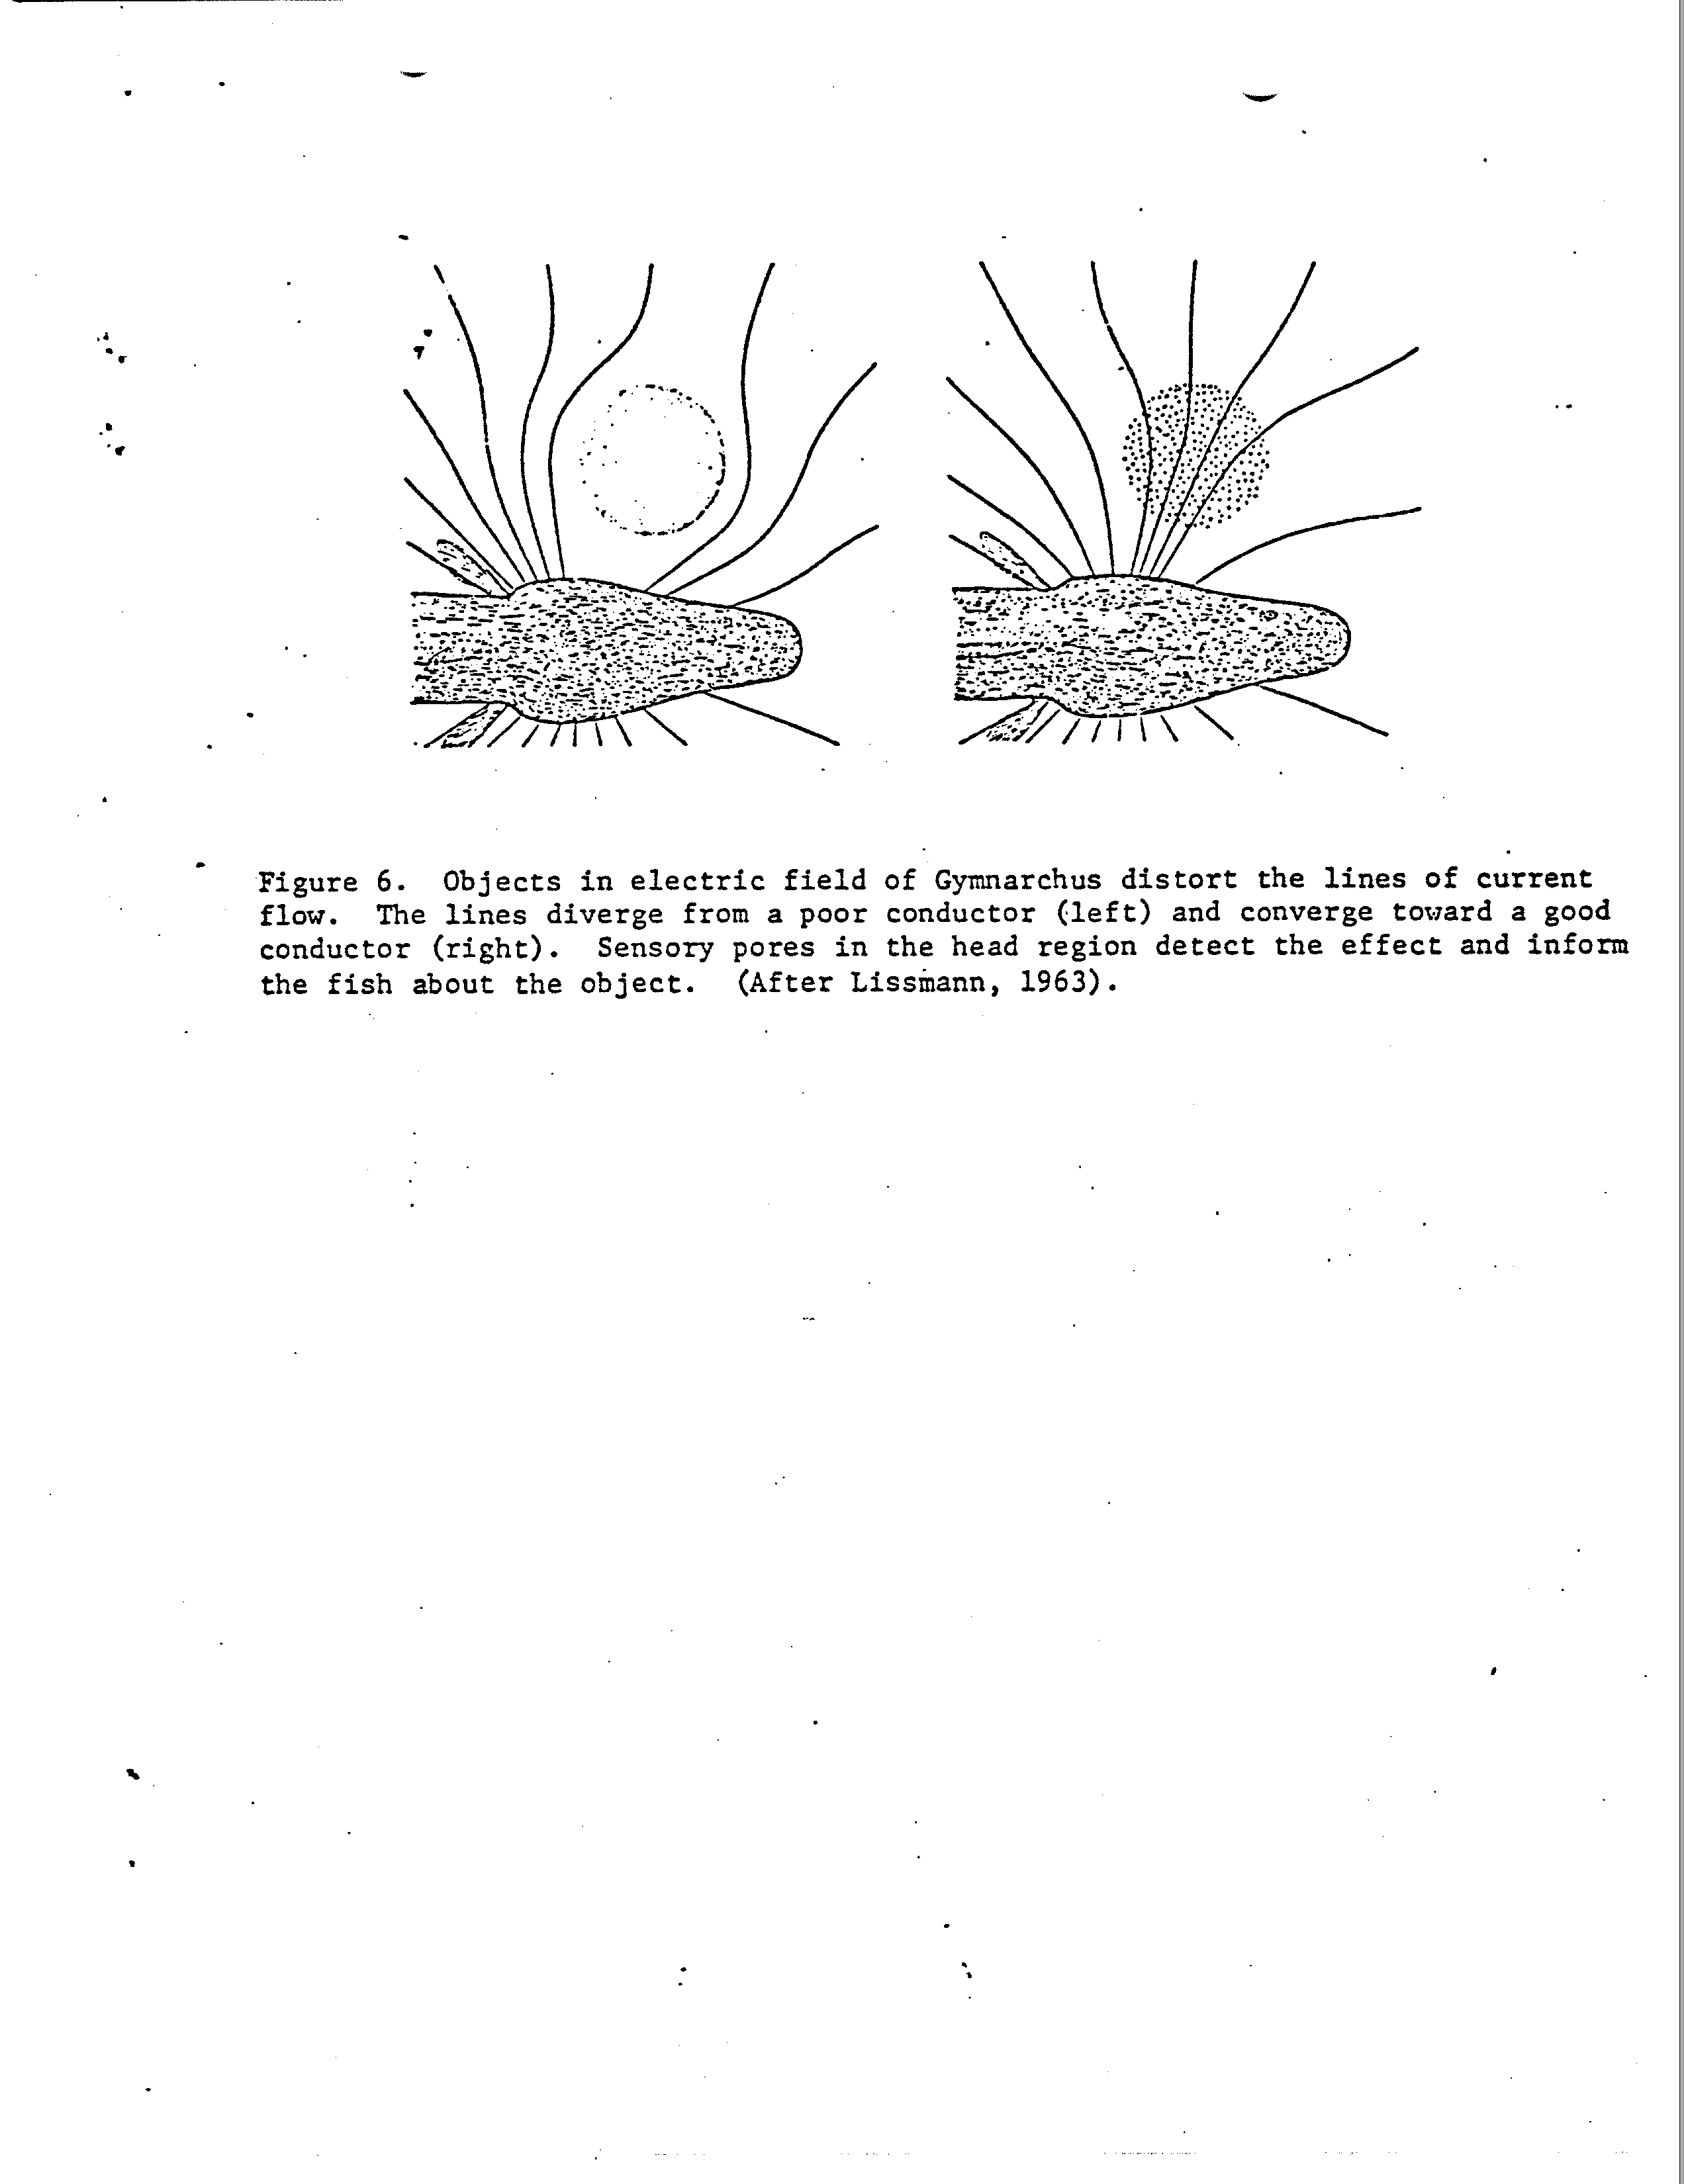 Figure 6. Objects in electric field of Gymnarchus distort the lines of current
flow. The lines diverge from a poor conductor (left) and converge toward a good
conductor (right). Sensory pores in the head region detect the effect and inform
the fish about the object. (After Lissmann, 1963).